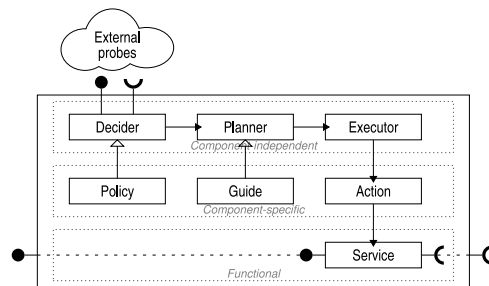 External
probes
Decider
Planner
Executor
Component-independent
Policy
Guide
Action
Component-specific
Service
Functional